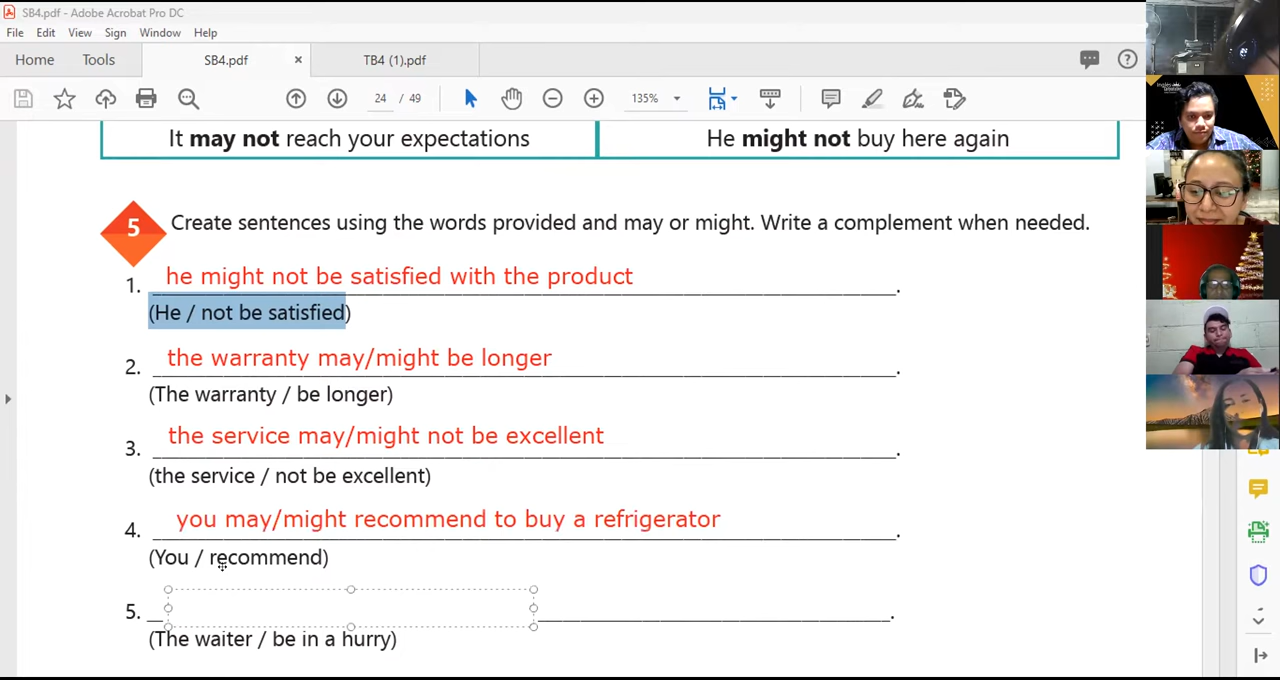 SB4.pdf - Adobe Acrobat Pro DC
File Edit View Sign Window Help
Home Tools SB4.pdf × TB4 (1).pdf
24 / 49 135%
It may not reach your expectations He might not buy here again
5 Create sentences using the words provided and may or might. Write a complement when needed.
1. he might not be satisfied with the product.
(He / not be satisfied)
2. the warranty may/might be longer.
(The warranty / be longer)
3. the service may/might not be excellent.
(the service / not be excellent)
4. you may/might recommend to buy a refrigerator.
(You / recommend)
5. .
(The waiter / be in a hurry)